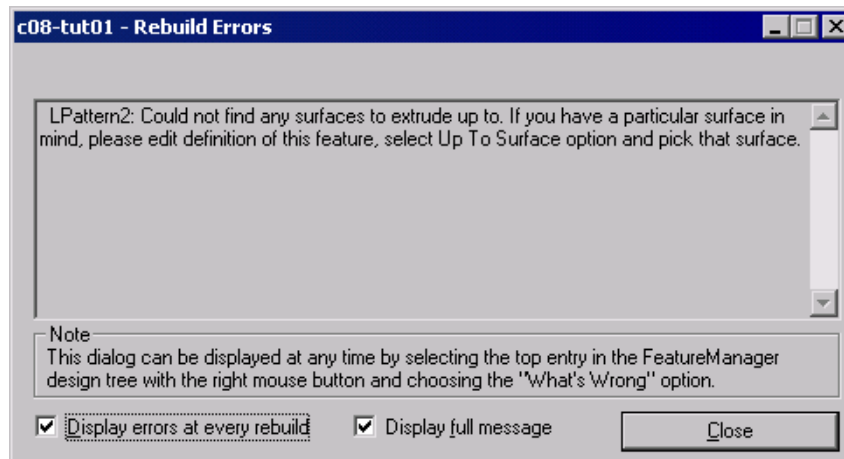 c08-tut01 - Rebuild Errors
LPattern2: Could not find any surfaces to extrude up to. If you have a particular surface in
mind, please edit definition of this feature, select Up To Surface option and pick that surface.
Note
This dialog can be displayed at any time by selecting the top entry in the FeatureManager
design tree with the right mouse button and choosing the "What's Wrong" option.
Display errors at every rebuild
Display full message
Close